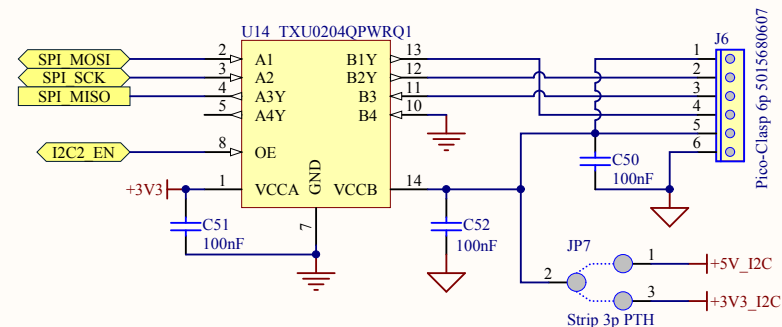 U14 TXU0204QPWRQ1
J6
SPI_MOSI 2 A1 B1Y 13 1
SPI_SCK 3 A2 B2Y 12 2
SPI_MISO 4 A3Y B3 11 3
5 A4Y B4 10 4
5
I2C2_EN 8 OE 6
Pico-Clasp 6p 5015680607
C50
100nF
+3V3 1 VCCA GND VCCB 14
7
C51
100nF
C52
100nF
JP7
2 1 +5V_I2C
3 +3V3_I2C
Strip 3p PTH